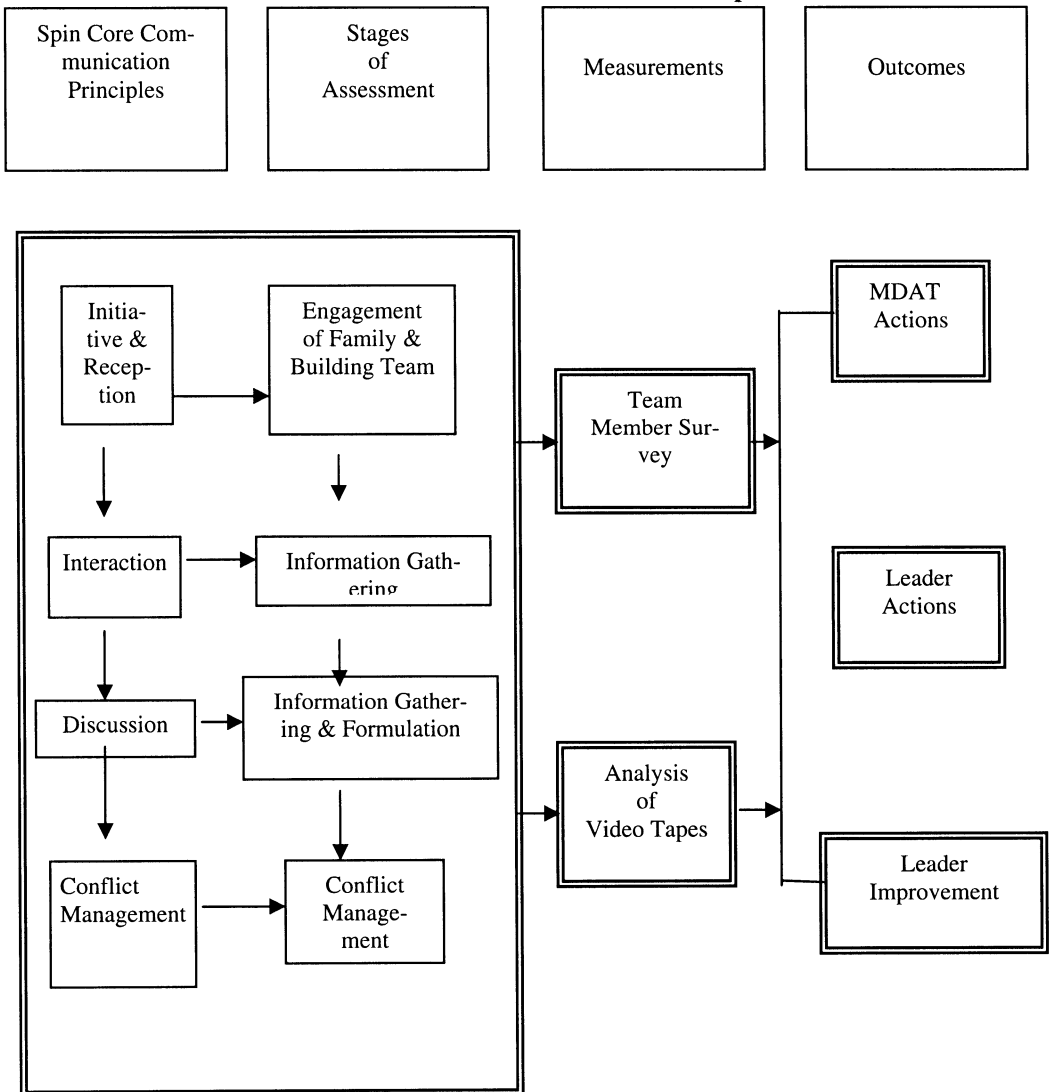 Spin Core Com-
munication
Principles
Stages
of
Assessment
Measurements
Outcomes
Initia-
tive &
Recep-
tion
Engagement
of Family &
Building Team
MDAT
Actions
Team
Member Sur-
vey
Interaction
Information Gath-
ering
Leader
Actions
Discussion
Information Gather-
ing & Formulation
Analysis
of
Video Tapes
Conflict
Management
Conflict
Manage-
ment
Leader
Improvement